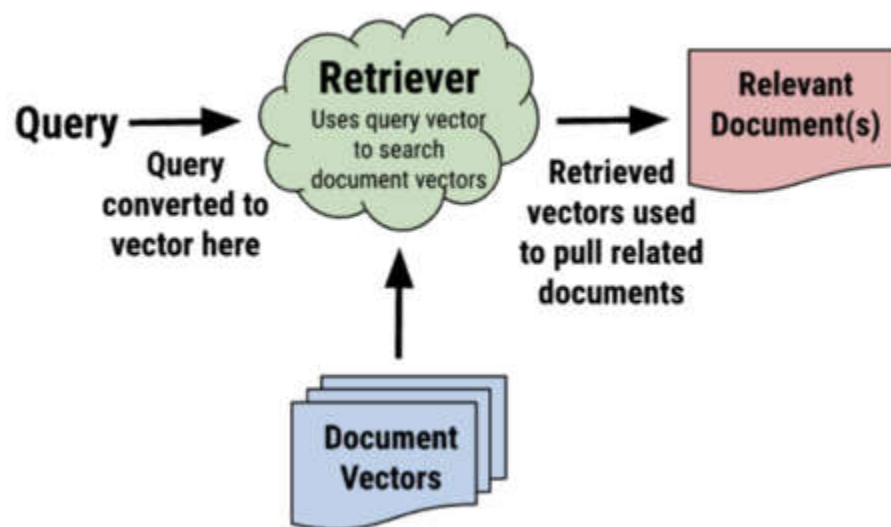 Query
Query
converted to
vector here
Retriever
Uses query vector
to search
document vectors
Retrieved
vectors used
to pull related
documents
Relevant
Document(s)
Document
Vectors